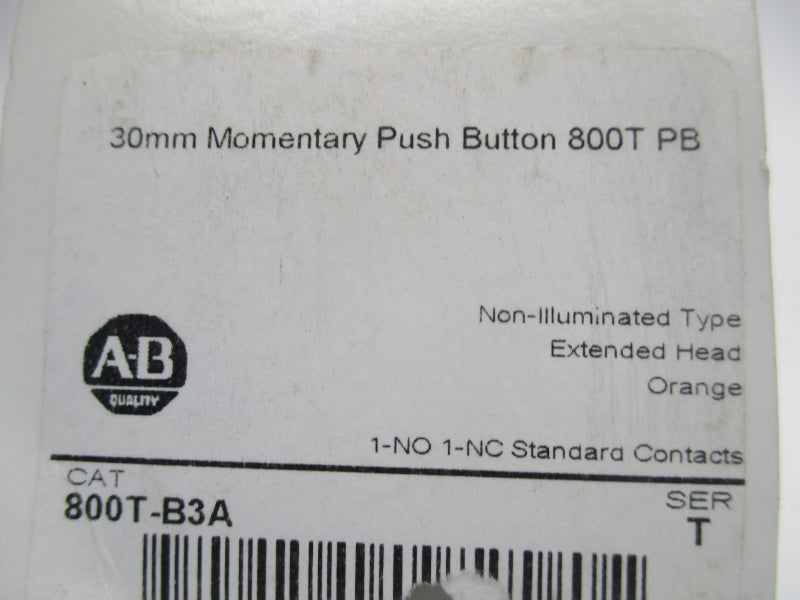 30mm Momentary Push Button 800T PB
Non-Illuminated Type
Extended Head
Orange
A-B
QUALITY
1-NO 1-NC Standard Contacts
CAT
800T-B3A
SER
T